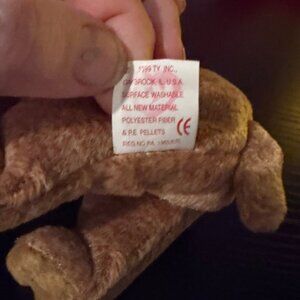 1999 TY INC.,
OAKBROOK IL. U.S.A.
SURFACE WASHABLE
ALL NEW MATERIAL
POLYESTER FIBER
& P.E. PELLETS CE
REG. NO PA.